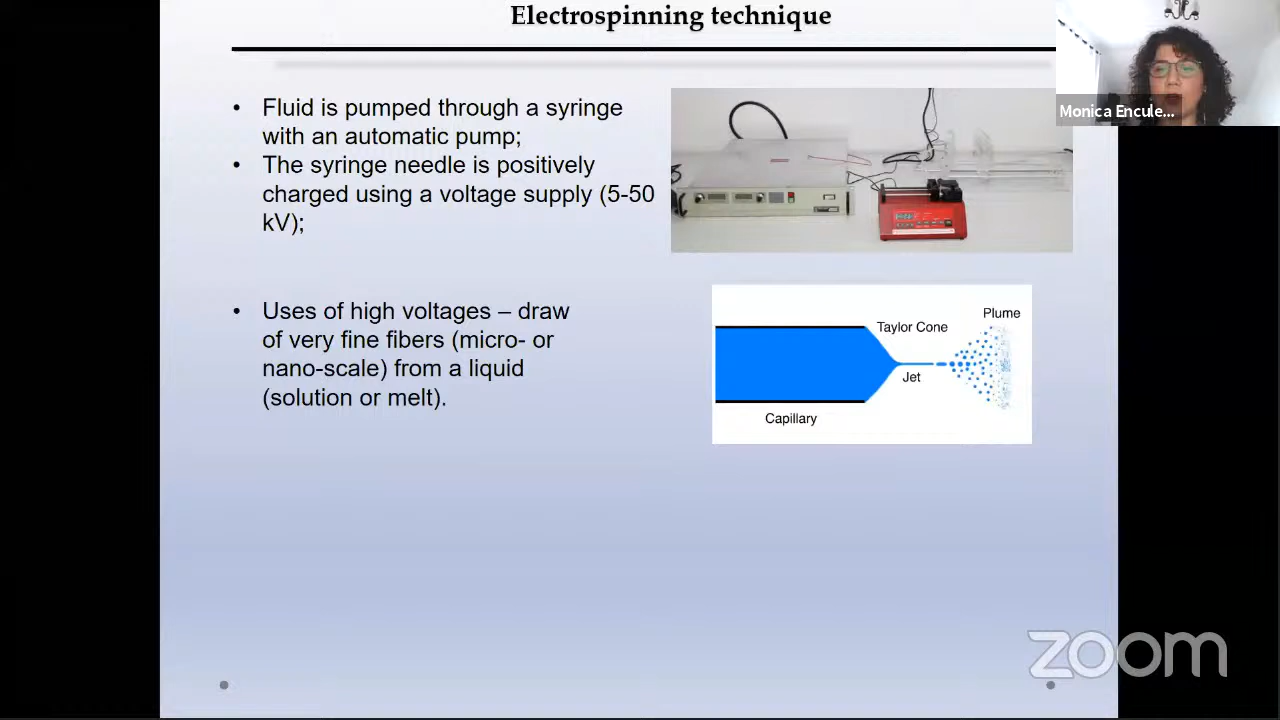 Electrospinning technique
• Fluid is pumped through a syringe
with an automatic pump;
• The syringe needle is positively
charged using a voltage supply (5-50
kV);
• Uses of high voltages – draw
of very fine fibers (micro- or
nano-scale) from a liquid
(solution or melt).
Monica Encule...
Plume
Taylor Cone
Jet
Capillary
zoom